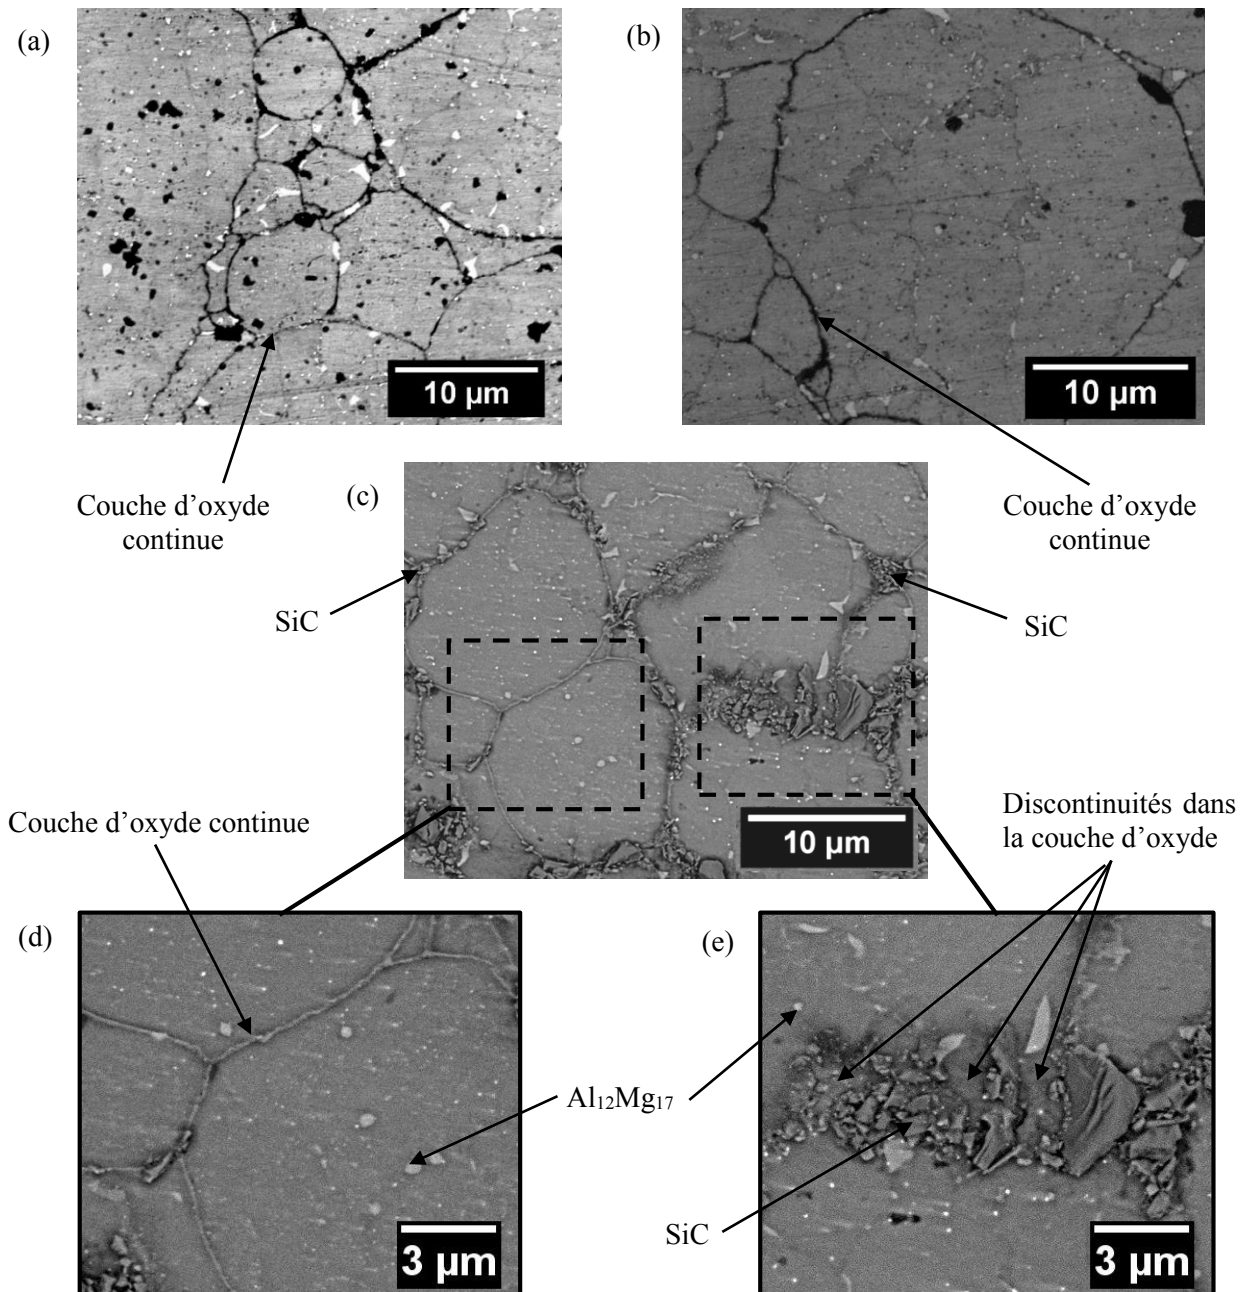 (a)
(b)
10 µm
10 µm
Couche d’oxyde
continue
(c)
Couche d’oxyde
continue
SiC
SiC
10 µm
Couche d’oxyde continue
Discontinuités dans
la couche d’oxyde
(d)
(e)
Al₁₂Mg₁₇
SiC
3 µm
3 µm